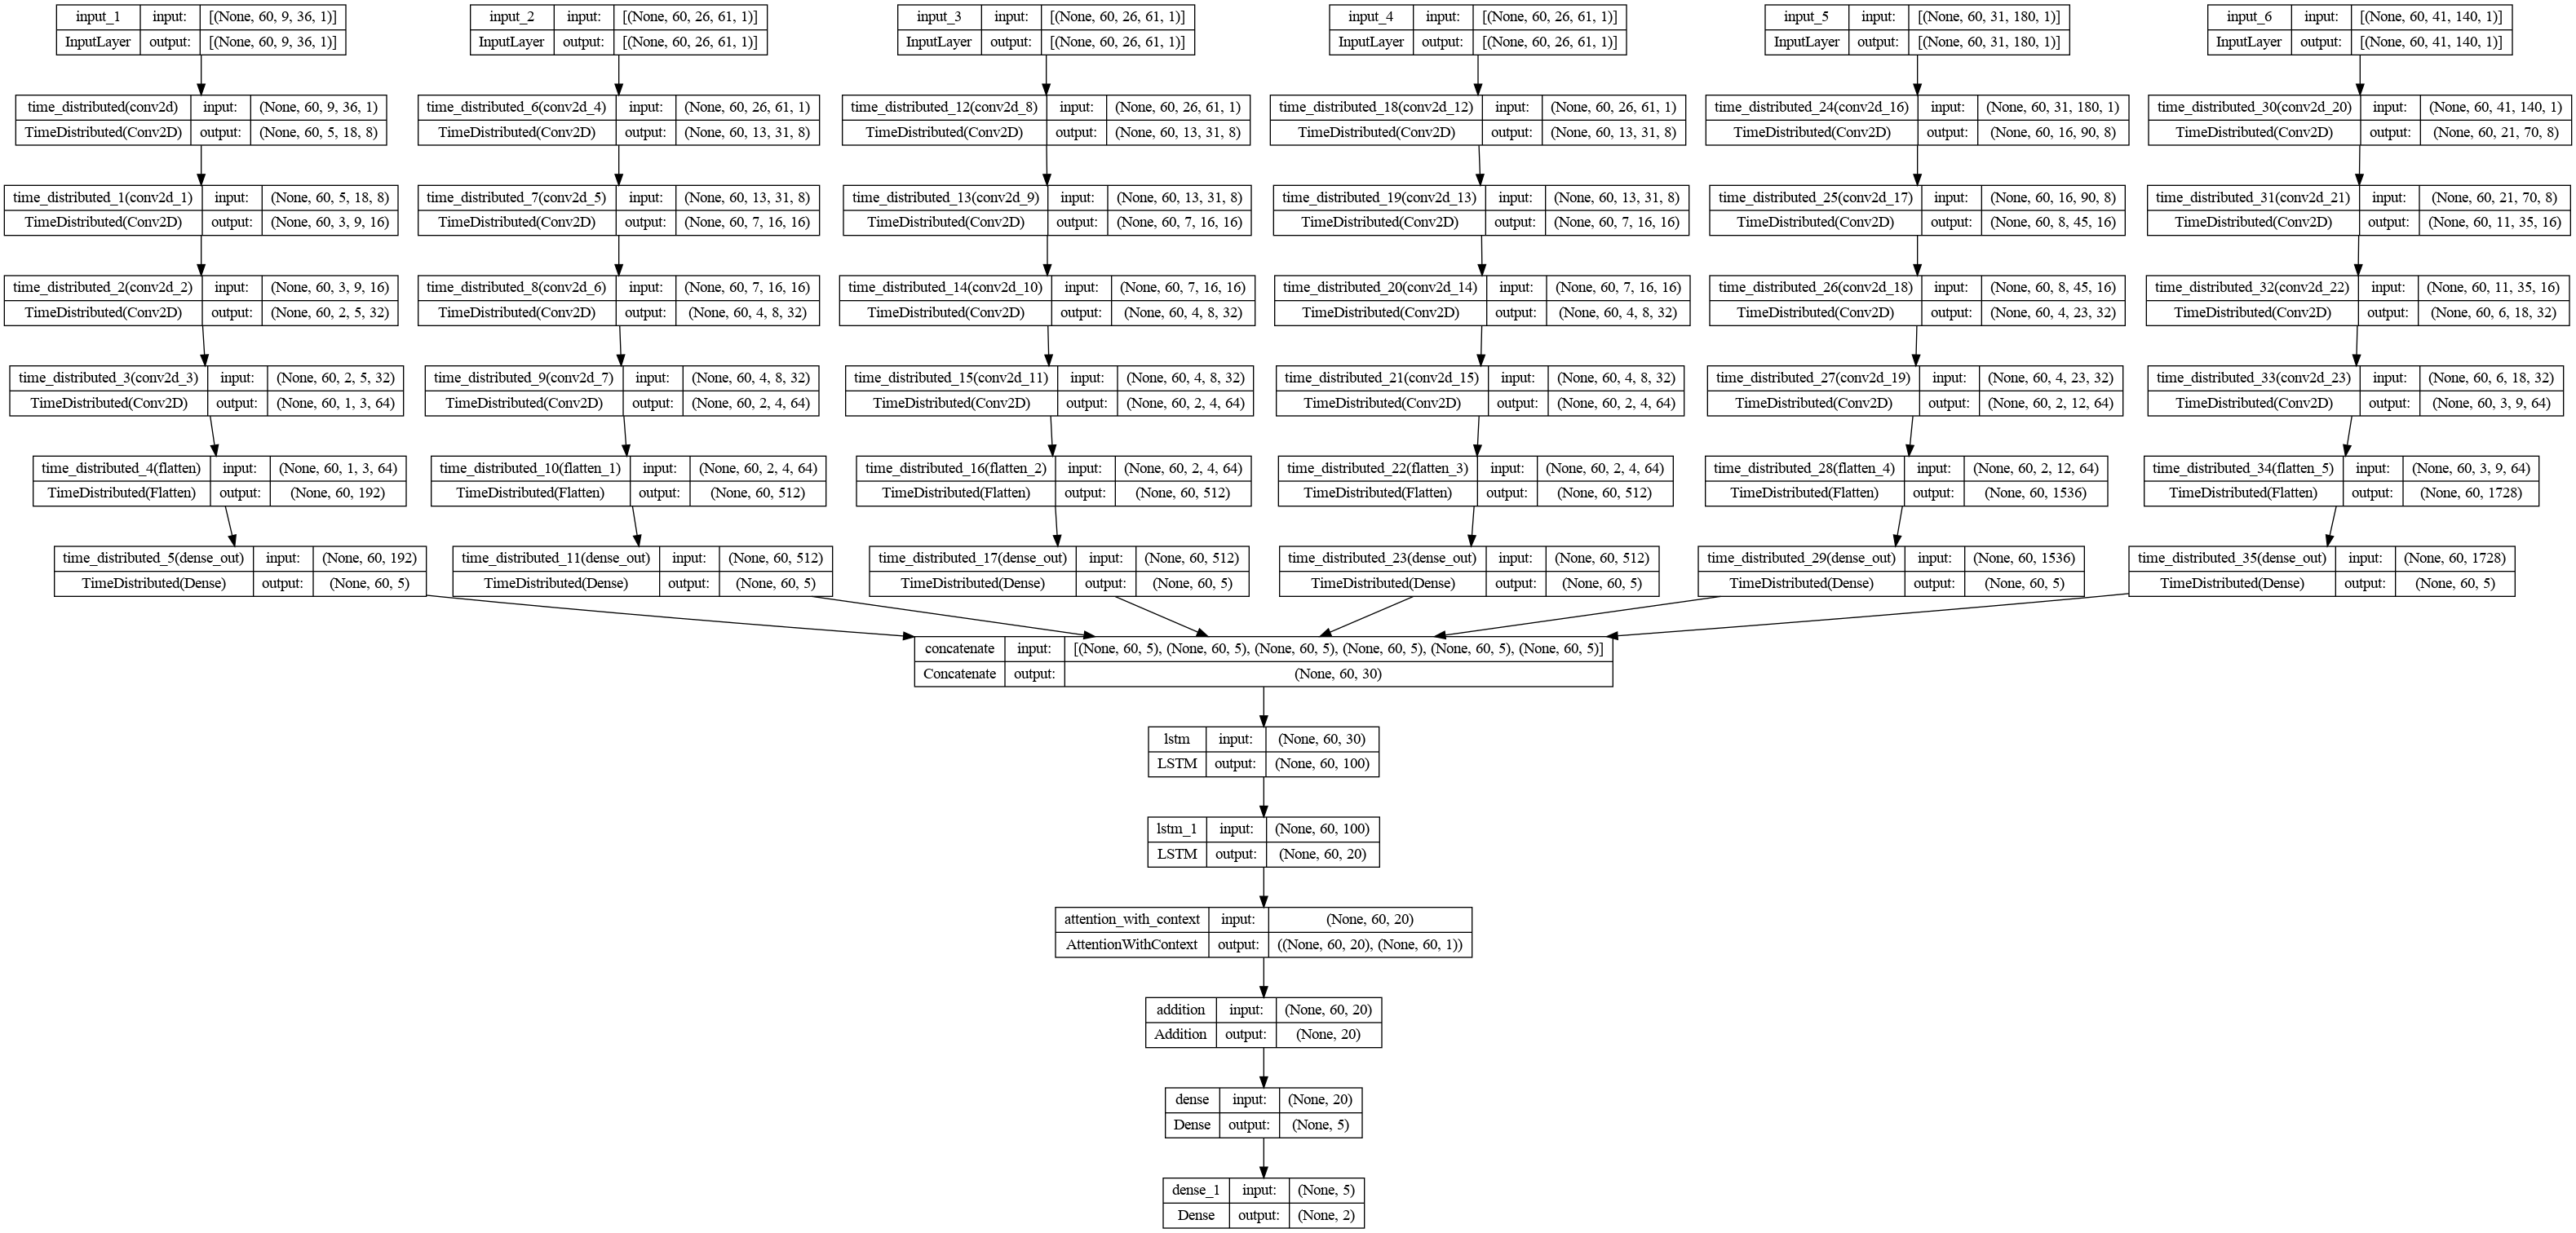 input_1 input: [(None, 60, 9, 36, 1)]
InputLayer output: [(None, 60, 9, 36, 1)]
input_2 input: [(None, 60, 26, 61, 1)]
InputLayer output: [(None, 60, 26, 61, 1)]
input_3 input: [(None, 60, 26, 61, 1)]
InputLayer output: [(None, 60, 26, 61, 1)]
input_4 input: [(None, 60, 26, 61, 1)]
InputLayer output: [(None, 60, 26, 61, 1)]
input_5 input: [(None, 60, 31, 180, 1)]
InputLayer output: [(None, 60, 31, 180, 1)]
input_6 input: [(None, 60, 41, 140, 1)]
InputLayer output: [(None, 60, 41, 140, 1)]
time_distributed(conv2d) input: (None, 60, 9, 36, 1)
TimeDistributed(Conv2D) output: (None, 60, 5, 18, 8)
time_distributed_6(conv2d_4) input: (None, 60, 26, 61, 1)
TimeDistributed(Conv2D) output: (None, 60, 13, 31, 8)
time_distributed_12(conv2d_8) input: (None, 60, 26, 61, 1)
TimeDistributed(Conv2D) output: (None, 60, 13, 31, 8)
time_distributed_18(conv2d_12) input: (None, 60, 26, 61, 1)
TimeDistributed(Conv2D) output: (None, 60, 13, 31, 8)
time_distributed_24(conv2d_16) input: (None, 60, 31, 180, 1)
TimeDistributed(Conv2D) output: (None, 60, 16, 90, 8)
time_distributed_30(conv2d_20) input: (None, 60, 41, 140, 1)
TimeDistributed(Conv2D) output: (None, 60, 21, 70, 8)
time_distributed_1(conv2d_1) input: (None, 60, 5, 18, 8)
TimeDistributed(Conv2D) output: (None, 60, 3, 9, 16)
time_distributed_7(conv2d_5) input: (None, 60, 13, 31, 8)
TimeDistributed(Conv2D) output: (None, 60, 7, 16, 16)
time_distributed_13(conv2d_9) input: (None, 60, 13, 31, 8)
TimeDistributed(Conv2D) output: (None, 60, 7, 16, 16)
time_distributed_19(conv2d_13) input: (None, 60, 13, 31, 8)
TimeDistributed(Conv2D) output: (None, 60, 7, 16, 16)
time_distributed_25(conv2d_17) input: (None, 60, 16, 90, 8)
TimeDistributed(Conv2D) output: (None, 60, 8, 45, 16)
time_distributed_31(conv2d_21) input: (None, 60, 21, 70, 8)
TimeDistributed(Conv2D) output: (None, 60, 11, 35, 16)
time_distributed_2(conv2d_2) input: (None, 60, 3, 9, 16)
TimeDistributed(Conv2D) output: (None, 60, 2, 5, 32)
time_distributed_8(conv2d_6) input: (None, 60, 7, 16, 16)
TimeDistributed(Conv2D) output: (None, 60, 4, 8, 32)
time_distributed_14(conv2d_10) input: (None, 60, 7, 16, 16)
TimeDistributed(Conv2D) output: (None, 60, 4, 8, 32)
time_distributed_20(conv2d_14) input: (None, 60, 7, 16, 16)
TimeDistributed(Conv2D) output: (None, 60, 4, 8, 32)
time_distributed_26(conv2d_18) input: (None, 60, 8, 45, 16)
TimeDistributed(Conv2D) output: (None, 60, 4, 23, 32)
time_distributed_32(conv2d_22) input: (None, 60, 11, 35, 16)
TimeDistributed(Conv2D) output: (None, 60, 6, 18, 32)
time_distributed_3(conv2d_3) input: (None, 60, 2, 5, 32)
TimeDistributed(Conv2D) output: (None, 60, 1, 3, 64)
time_distributed_9(conv2d_7) input: (None, 60, 4, 8, 32)
TimeDistributed(Conv2D) output: (None, 60, 2, 4, 64)
time_distributed_15(conv2d_11) input: (None, 60, 4, 8, 32)
TimeDistributed(Conv2D) output: (None, 60, 2, 4, 64)
time_distributed_21(conv2d_15) input: (None, 60, 4, 8, 32)
TimeDistributed(Conv2D) output: (None, 60, 2, 4, 64)
time_distributed_27(conv2d_19) input: (None, 60, 4, 23, 32)
TimeDistributed(Conv2D) output: (None, 60, 2, 12, 64)
time_distributed_33(conv2d_23) input: (None, 60, 6, 18, 32)
TimeDistributed(Conv2D) output: (None, 60, 3, 9, 64)
time_distributed_4(flatten) input: (None, 60, 1, 3, 64)
TimeDistributed(Flatten) output: (None, 60, 192)
time_distributed_10(flatten_1) input: (None, 60, 2, 4, 64)
TimeDistributed(Flatten) output: (None, 60, 512)
time_distributed_16(flatten_2) input: (None, 60, 2, 4, 64)
TimeDistributed(Flatten) output: (None, 60, 512)
time_distributed_22(flatten_3) input: (None, 60, 2, 4, 64)
TimeDistributed(Flatten) output: (None, 60, 512)
time_distributed_28(flatten_4) input: (None, 60, 2, 12, 64)
TimeDistributed(Flatten) output: (None, 60, 1536)
time_distributed_34(flatten_5) input: (None, 60, 3, 9, 64)
TimeDistributed(Flatten) output: (None, 60, 1728)
time_distributed_5(dense_out) input: (None, 60, 192)
TimeDistributed(Dense) output: (None, 60, 5)
time_distributed_11(dense_out) input: (None, 60, 512)
TimeDistributed(Dense) output: (None, 60, 5)
time_distributed_17(dense_out) input: (None, 60, 512)
TimeDistributed(Dense) output: (None, 60, 5)
time_distributed_23(dense_out) input: (None, 60, 512)
TimeDistributed(Dense) output: (None, 60, 5)
time_distributed_29(dense_out) input: (None, 60, 1536)
TimeDistributed(Dense) output: (None, 60, 5)
time_distributed_35(dense_out) input: (None, 60, 1728)
TimeDistributed(Dense) output: (None, 60, 5)
concatenate input: [(None, 60, 5), (None, 60, 5), (None, 60, 5), (None, 60, 5), (None, 60, 5), (None, 60, 5)]
Concatenate output: (None, 60, 30)
lstm input: (None, 60, 30)
LSTM output: (None, 60, 100)
lstm_1 input: (None, 60, 100)
LSTM output: (None, 60, 20)
attention_with_context input: (None, 60, 20)
AttentionWithContext output: ((None, 60, 20), (None, 60, 1))
addition input: (None, 60, 20)
Addition output: (None, 20)
dense input: (None, 20)
Dense output: (None, 5)
dense_1 input: (None, 5)
Dense output: (None, 2)